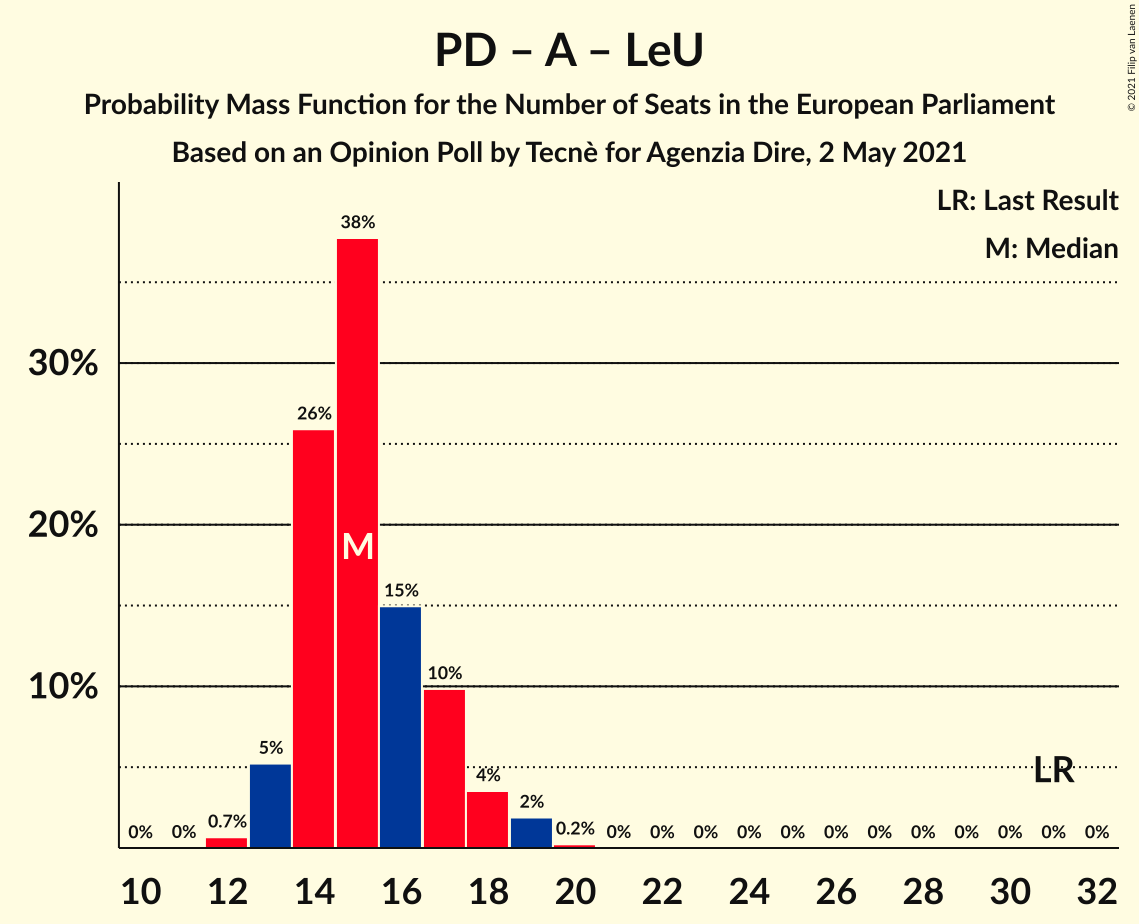 PD – A – LeU
Probability Mass Function for the Number of Seats in the European Parliament
Based on an Opinion Poll by Tecnè for Agenzia Dire, 2 May 2021
© 2021 Filip van Laenen
LR: Last Result
M: Median
38%
30%
26%
20%
M
15%
10%
10%
5%
4%
LR
2%
0% 0% 0.7% 0.2% 0% 0% 0% 0% 0% 0% 0% 0% 0% 0% 0% 0%
10 12 14 16 18 20 22 24 26 28 30 32